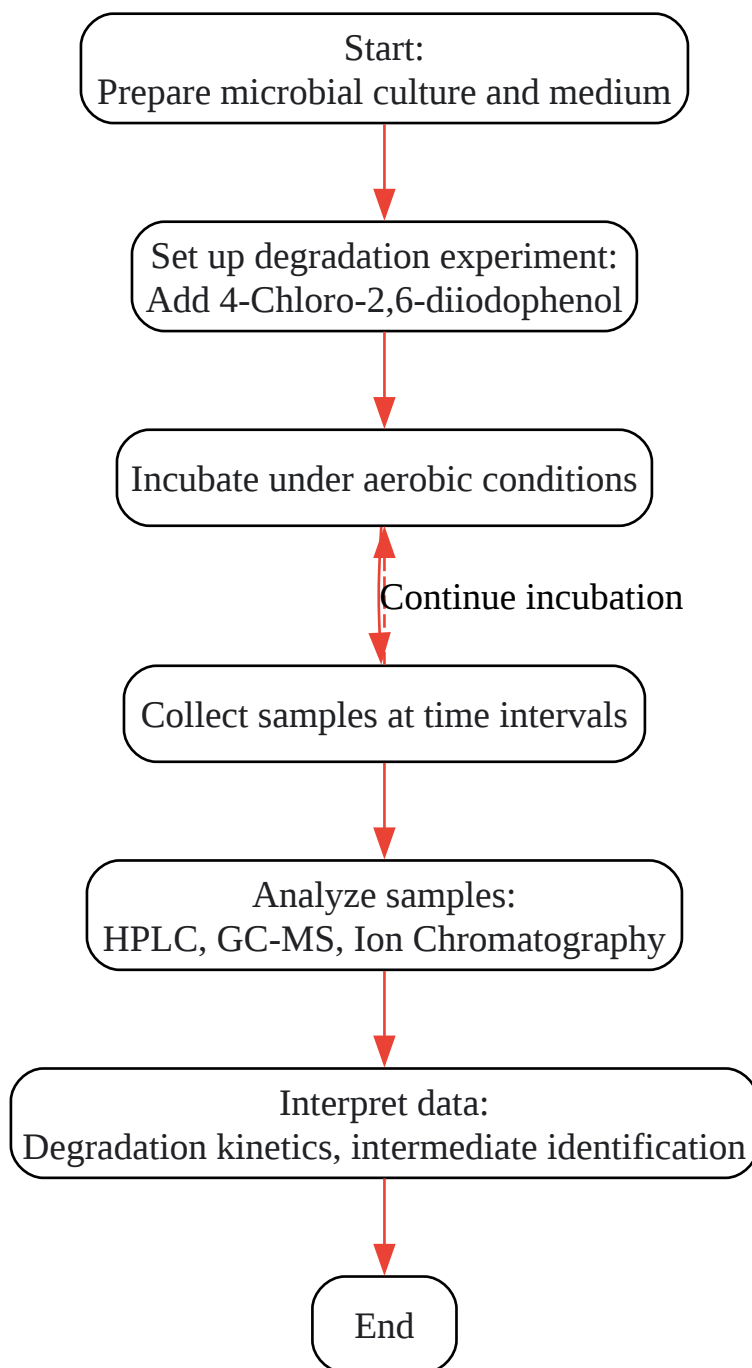 Start:
Prepare microbial culture and medium
Set up degradation experiment:
Add 4-Chloro-2,6-diiodophenol
Incubate under aerobic conditions
Continue incubation
Collect samples at time intervals
Analyze samples:
HPLC, GC-MS, Ion Chromatography
Interpret data:
Degradation kinetics, intermediate identification
End